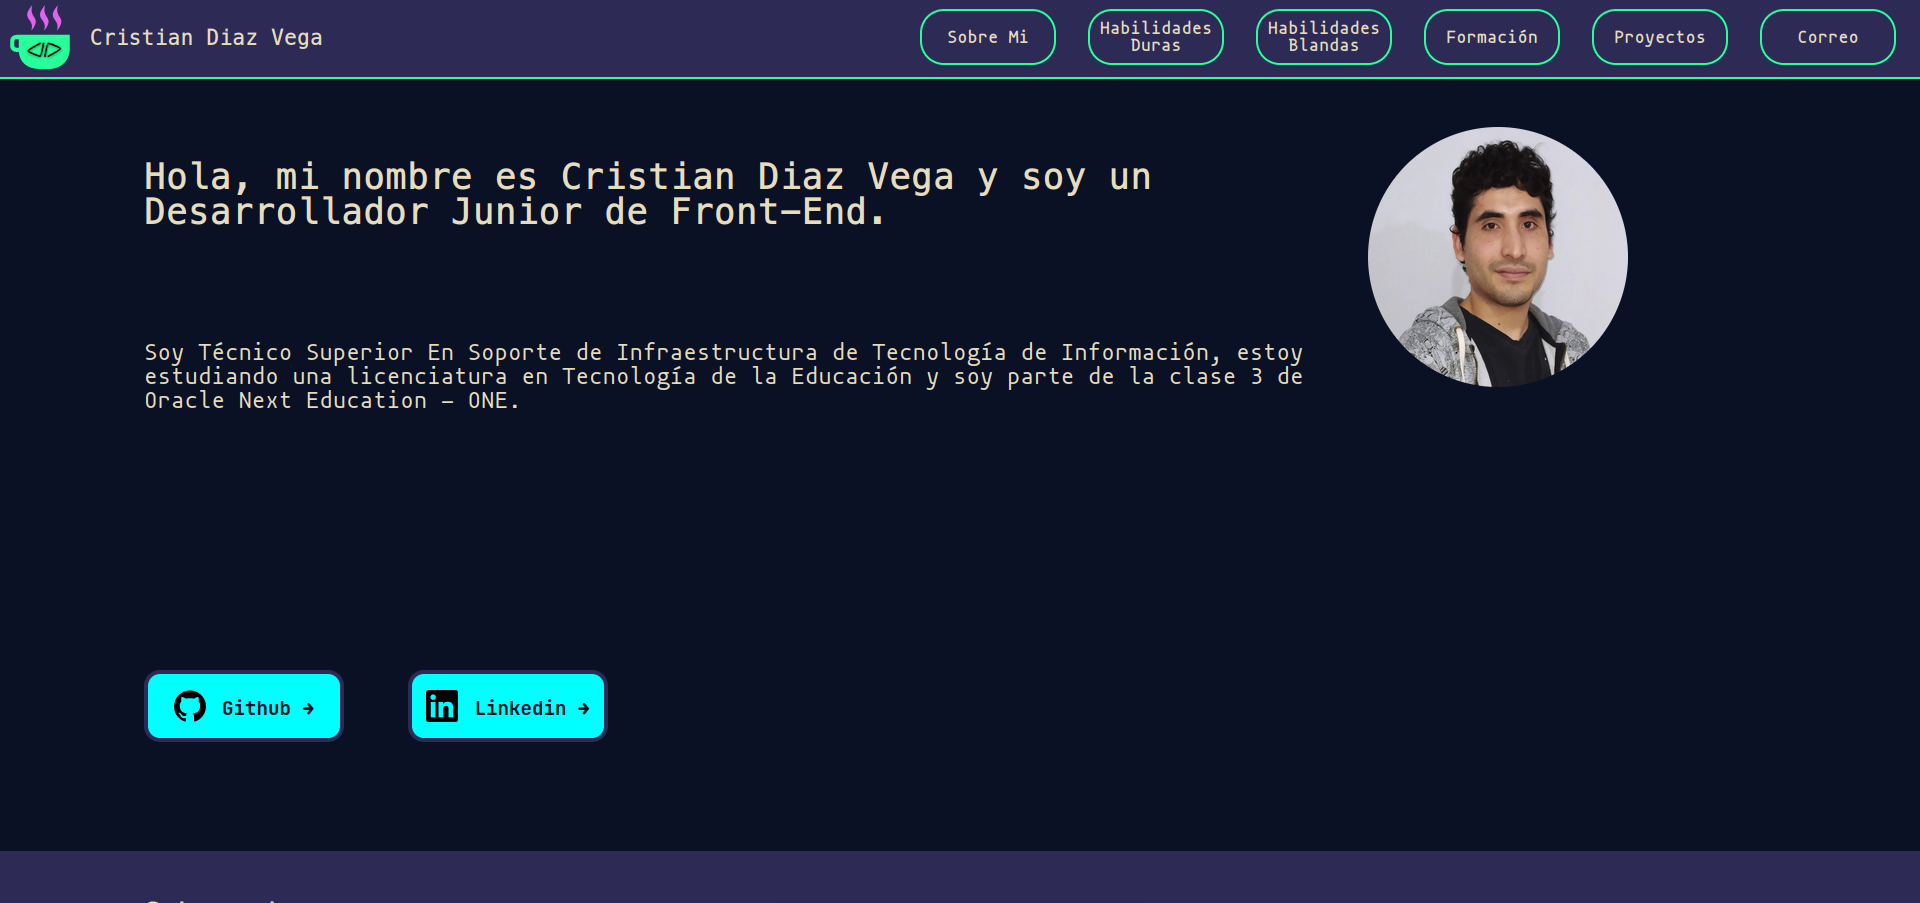 Cristian Diaz Vega
Sobre Mi
Habilidades
Duras
Habilidades
Blandas
Formación
Proyectos
Correo
Hola, mi nombre es Cristian Diaz Vega y soy un
Desarrollador Junior de Front-End.
Soy Técnico Superior En Soporte de Infraestructura de Tecnología de Información, estoy
estudiando una licenciatura en Tecnología de la Educación y soy parte de la clase 3 de
Oracle Next Education - ONE.
Github →
Linkedin →